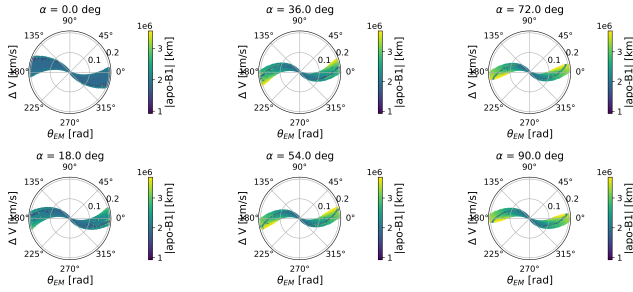 α = 0.0 deg
90°
135°
45°
180°
0°
0.1
0.2
225°
315°
270°
Δ V [km/s]
θEM [rad]
1e6
3
2
1
|apo-B1| [km]
α = 36.0 deg
90°
135°
45°
180°
0°
0.1
0.2
225°
315°
270°
Δ V [km/s]
θEM [rad]
1e6
3
2
1
|apo-B1| [km]
α = 72.0 deg
90°
135°
45°
180°
0°
0.1
0.2
225°
315°
270°
Δ V [km/s]
θEM [rad]
1e6
3
2
1
|apo-B1| [km]
α = 18.0 deg
90°
135°
45°
180°
0°
0.1
0.2
225°
315°
270°
Δ V [km/s]
θEM [rad]
1e6
3
2
1
|apo-B1| [km]
α = 54.0 deg
90°
135°
45°
180°
0°
0.1
0.2
225°
315°
270°
Δ V [km/s]
θEM [rad]
1e6
3
2
1
|apo-B1| [km]
α = 90.0 deg
90°
135°
45°
180°
0°
0.1
0.2
225°
315°
270°
Δ V [km/s]
θEM [rad]
1e6
3
2
1
|apo-B1| [km]